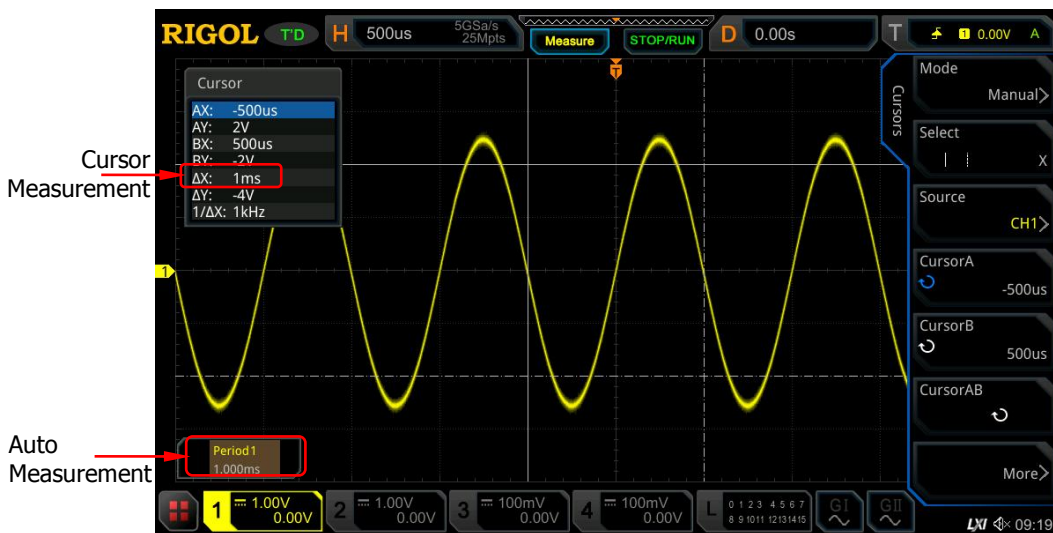 RIGOL T'D H 500us 5GSa/s 25Mpts Measure STOP/RUN D 0.00s T 1 0.00V A
T
Cursor
AX: -500us
AY: 2V
BX: 500us
BY: -2V
ΔX: 1ms
ΔY: -4V
1/ΔX: 1kHz
Cursor
Measurement
1
Auto
Measurement
Period1
1.000ms
Cursors
Mode
Manual
Select
X
Source
CH1
CursorA
-500us
CursorB
500us
CursorAB
More
1 1.00V 0.00V
2 1.00V 0.00V
3 100mV 0.00V
4 100mV 0.00V
L 0 1 2 3 4 5 6 7
8 9 10 11 12 13 14 15
GI
GII
LXI 09:19